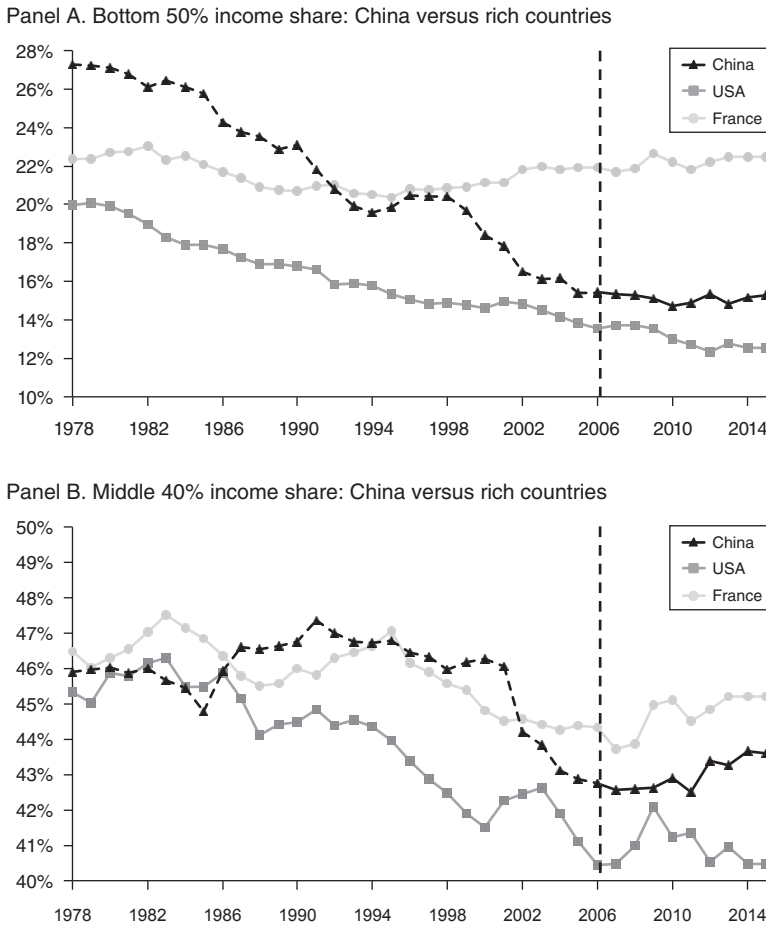 Panel A. Bottom 50% income share: China versus rich countries
28%
26%
24%
22%
20%
18%
16%
14%
12%
10%
China
USA
France
1978 1982 1986 1990 1994 1998 2002 2006 2010 2014
Panel B. Middle 40% income share: China versus rich countries
50%
49%
48%
47%
46%
45%
44%
43%
42%
41%
40%
China
USA
France
1978 1982 1986 1990 1994 1998 2002 2006 2010 2014